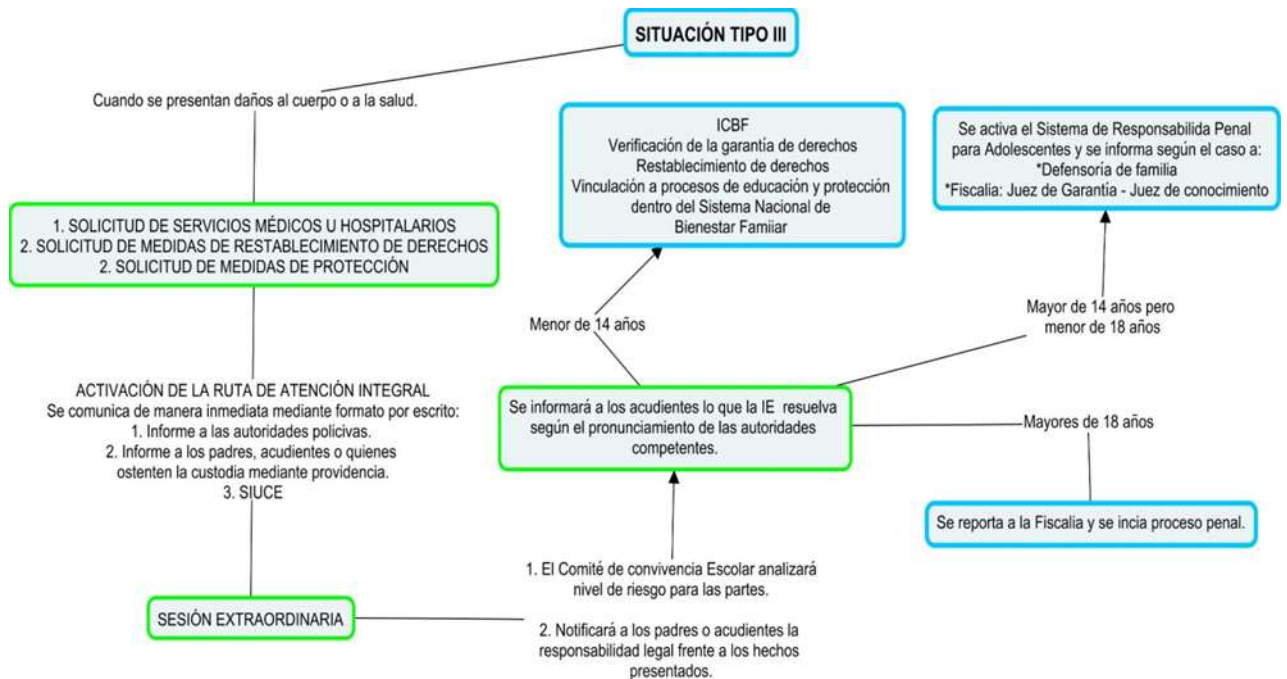 SITUACIÓN TIPO III
Cuando se presentan daños al cuerpo o a la salud.
1. SOLICITUD DE SERVICIOS MÉDICOS U HOSPITALARIOS
2. SOLICITUD DE MEDIDAS DE RESTABLECIMIENTO DE DERECHOS
2. SOLICITUD DE MEDIDAS DE PROTECCIÓN
ACTIVACIÓN DE LA RUTA DE ATENCIÓN INTEGRAL
Se comunica de manera inmediata mediante formato por escrito:
1. Informe a las autoridades policivas.
2. Informe a los padres, acudientes o quienes
ostenten la custodia mediante providencia.
3. SIUCE
SESIÓN EXTRAORDINARIA
1. El Comité de convivencia Escolar analizará
nivel de riesgo para las partes.
2. Notificará a los padres o acudientes la
responsabilidad legal frente a los hechos
presentados.
Se informará a los acudientes lo que la IE resuelva
según el pronunciamiento de las autoridades
competentes.
Menor de 14 años
ICBF
Verificación de la garantía de derechos
Restablecimiento de derechos
Vinculación a procesos de educación y protección
dentro del Sistema Nacional de
Bienestar Famiiar
Mayor de 14 años pero
menor de 18 años
Se activa el Sistema de Responsabilida Penal
para Adolescentes y se informa según el caso a:
*Defensoría de familia
*Fiscalia: Juez de Garantía - Juez de conocimiento
Mayores de 18 años
Se reporta a la Fiscalia y se incia proceso penal.